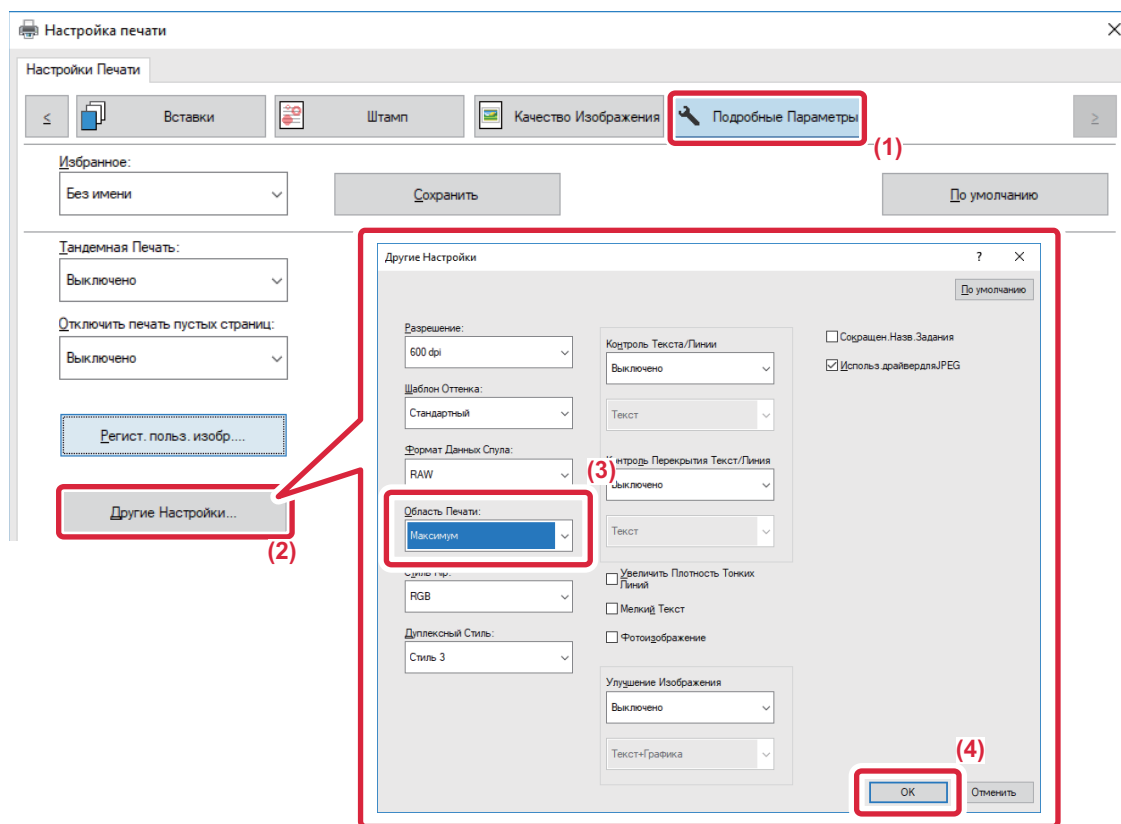 Настройка печати
Настройки Печати
< Вставки Штамп Качество Изображения Подробные Параметры >
(1)
Избранное:
Без имени Сохранить По умолчанию
Тандемная Печать:
Выключено
Отключить печать пустых страниц:
Выключено
Регист. польз. изобр....
Другие Настройки...
(2)
Другие Настройки ?
По умолчанию
Разрешение:
600 dpi
Шаблон Оттенка:
Стандартный
Формат Данных Спула:
RAW
(3)
Область Печати:
Максимум
RGB
Дуплексный Стиль:
Стиль 3
Контроль Текста/Линии
Выключено
Текст
Контроль Перекрытия Текст/Линия
Выключено
Текст
Увеличить Плотность Тонких
Линий
Мелкий Текст
Фотоизображение
Улучшение Изображения
Выключено
Текст+Графика
Сокращен.Назв.Задания
Использ.драйвердляJPEG
(4)
OK Отменить